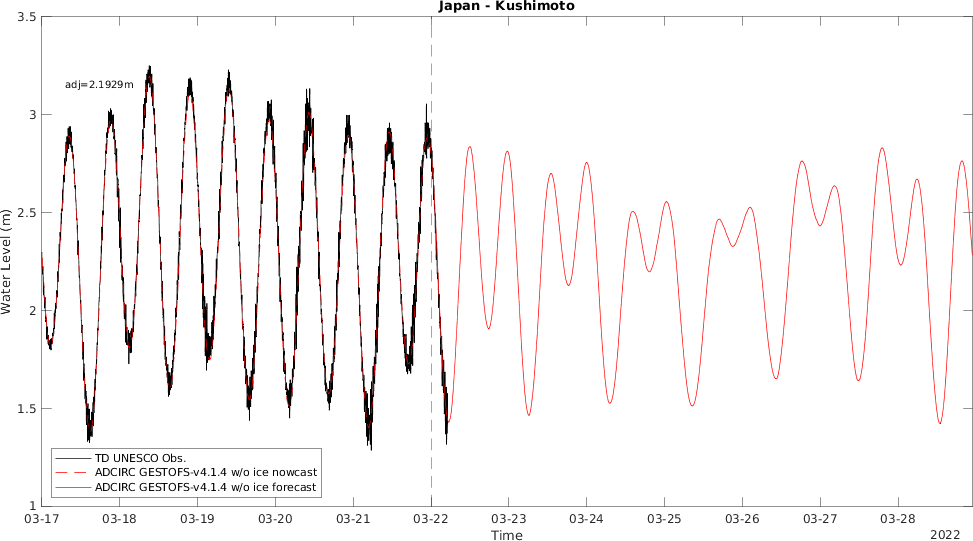 Japan - Kushimoto
3.5
adj=2.1929m
3
2.5
Water Level (m)
2
1.5
TD UNESCO Obs.
ADCIRC GESTOFS-v4.1.4 w/o ice nowcast
ADCIRC GESTOFS-v4.1.4 w/o ice forecast
1
03-17 03-18 03-19 03-20 03-21 03-22 03-23 03-24 03-25 03-26 03-27 03-28
Time
2022